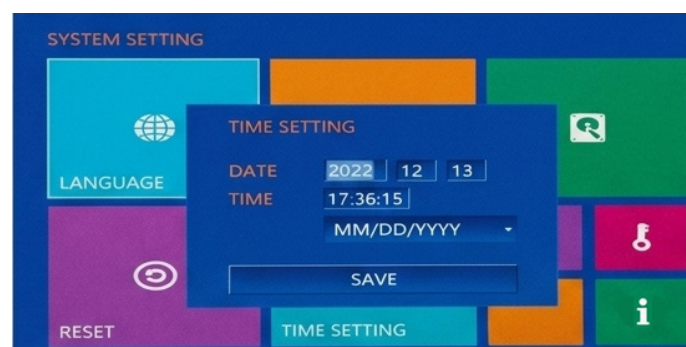 SYSTEM SETTING
TIME SETTING
DATE 2022 12 13
TIME 17:36:15
MM/DD/YYYY
SAVE
LANGUAGE
RESET
TIME SETTING